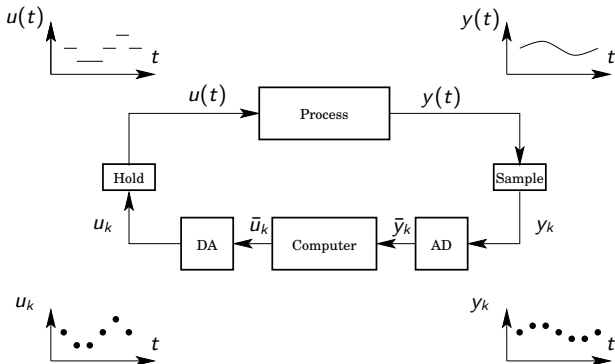 u(t)
y(t)
t
t
u(t)
Process
y(t)
Hold
Sample
u_k
DA
ū_k
Computer
ȳ_k
AD
y_k
u_k
y_k
t
t